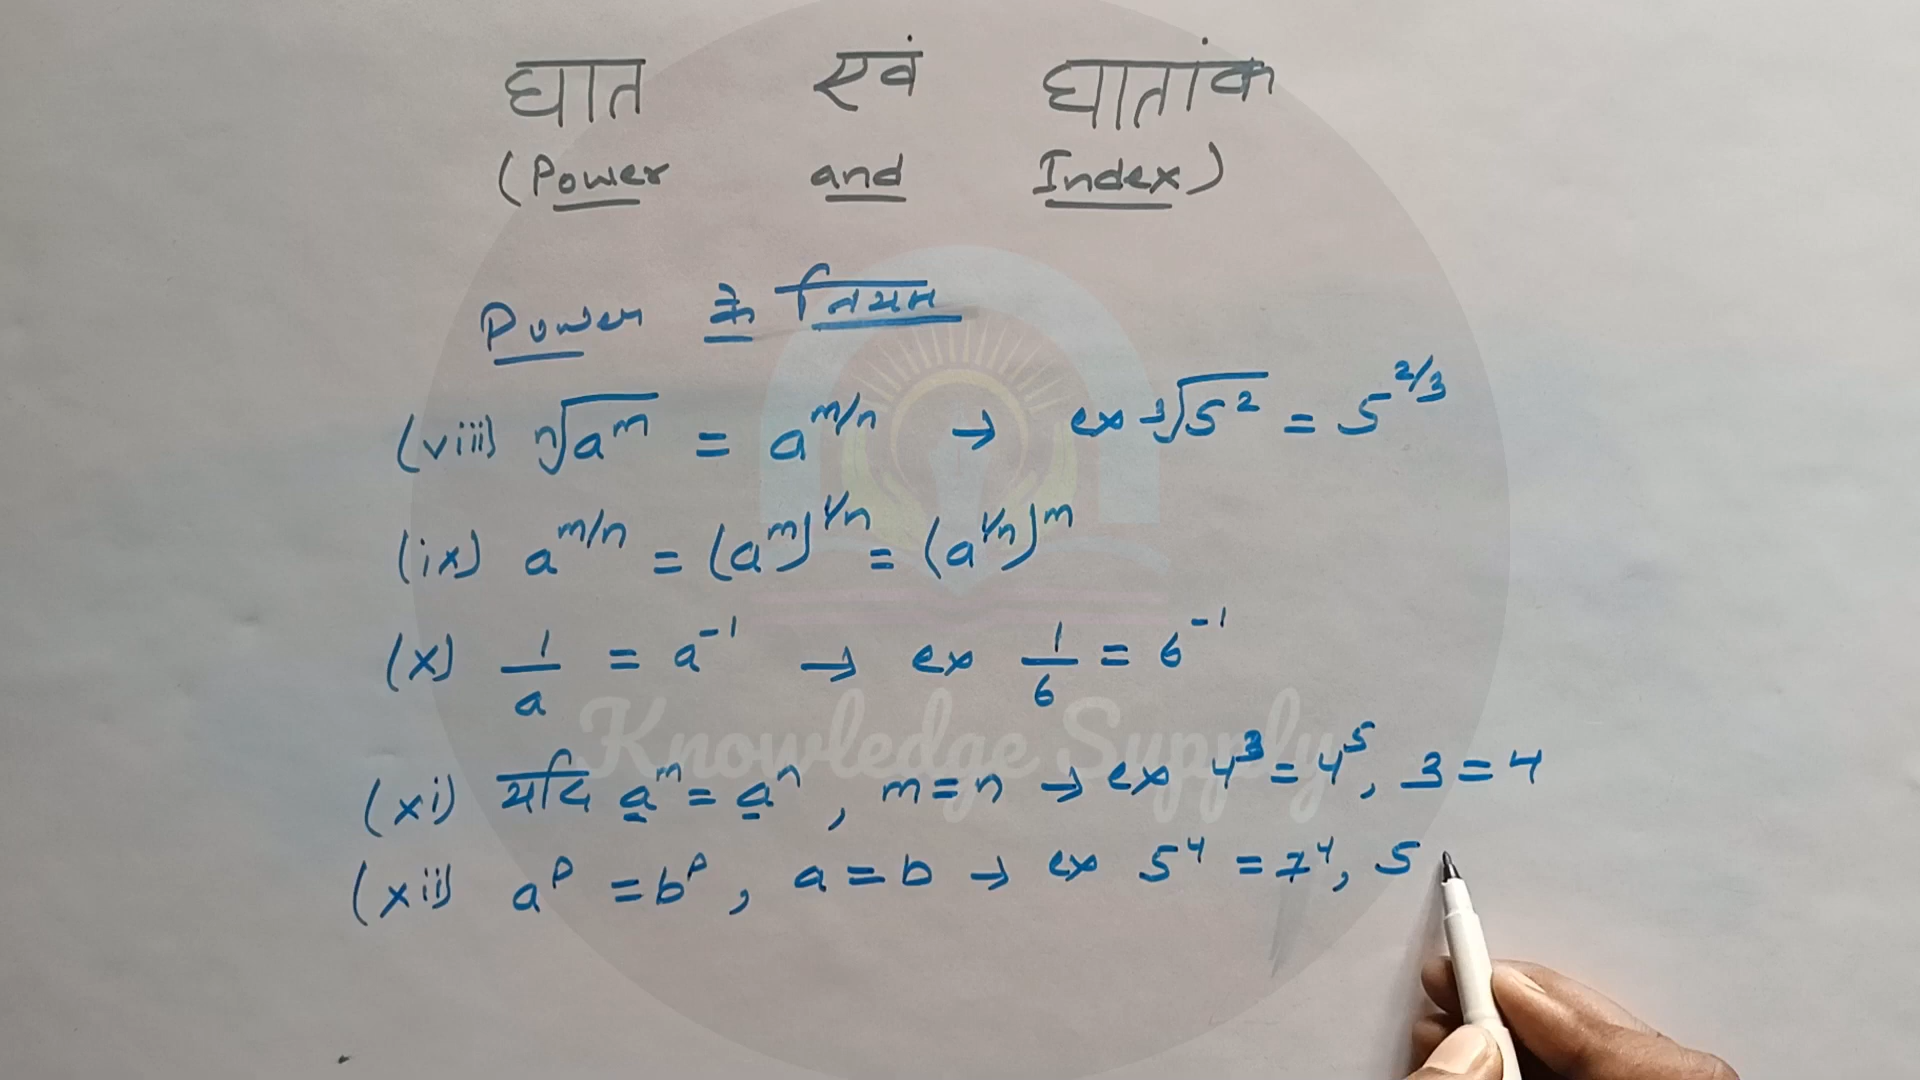 घात एवं घातांक
(Power and Index)
Power के नियम
(viii) ⁿ√aᵐ = a^m/n → ex ³√5² = 5^2/3
(ix) a^m/n = (aᵐ)^1/n = (a^1/n)ᵐ
(x) 1/a = a⁻¹ → ex 1/6 = 6⁻¹
Knowledge Supply
(xi) यदि aᵐ = aⁿ, m = n → ex 4³ = 4⁵, 3 = 4
(xii) aᵖ = bᵖ, a = b → ex 5⁴ = 7⁴, 5